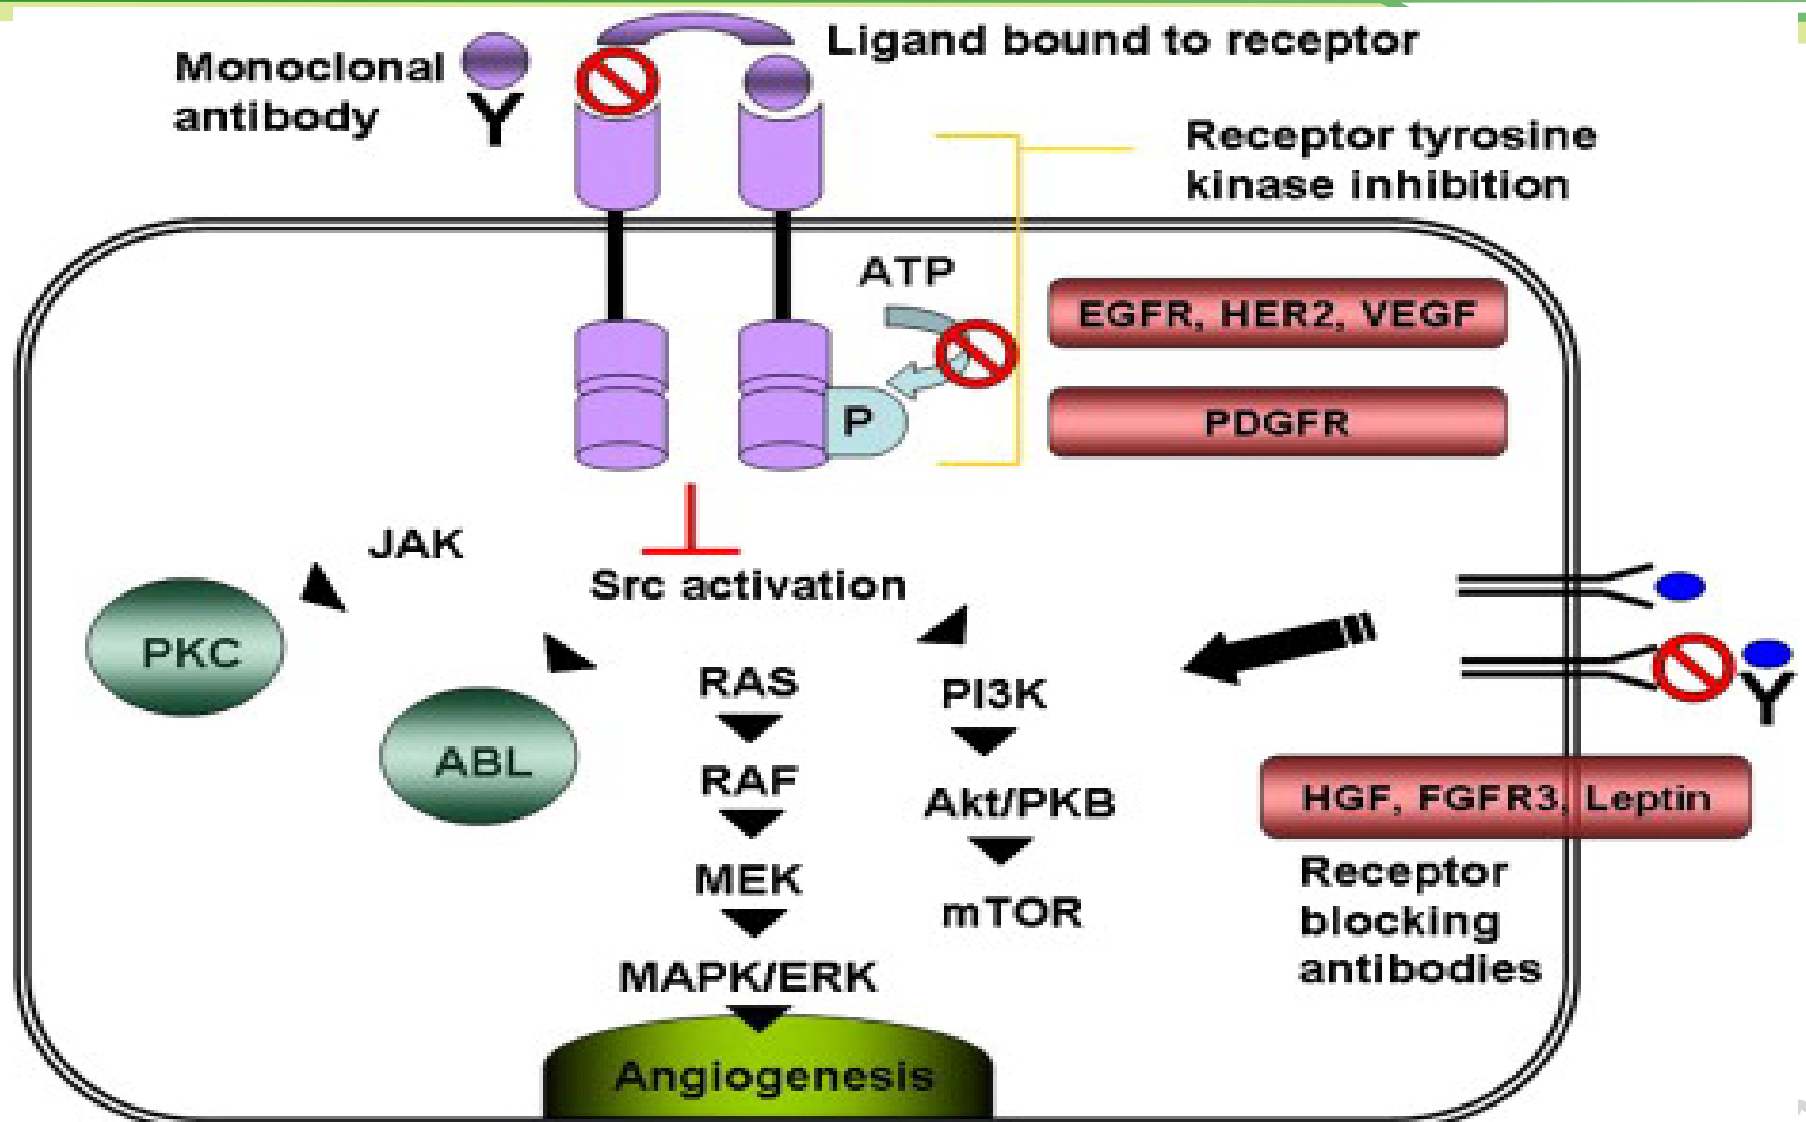 Monoclonal
antibody
Ligand bound to receptor
Receptor tyrosine
kinase inhibition
ATP
EGFR, HER2, VEGF
P
PDGFR
JAK
Src activation
PKC
ABL
RAS
PI3K
RAF
Akt/PKB
HGF, FGFR3, Leptin
MEK
mTOR
Receptor
blocking
antibodies
MAPK/ERK
Angiogenesis